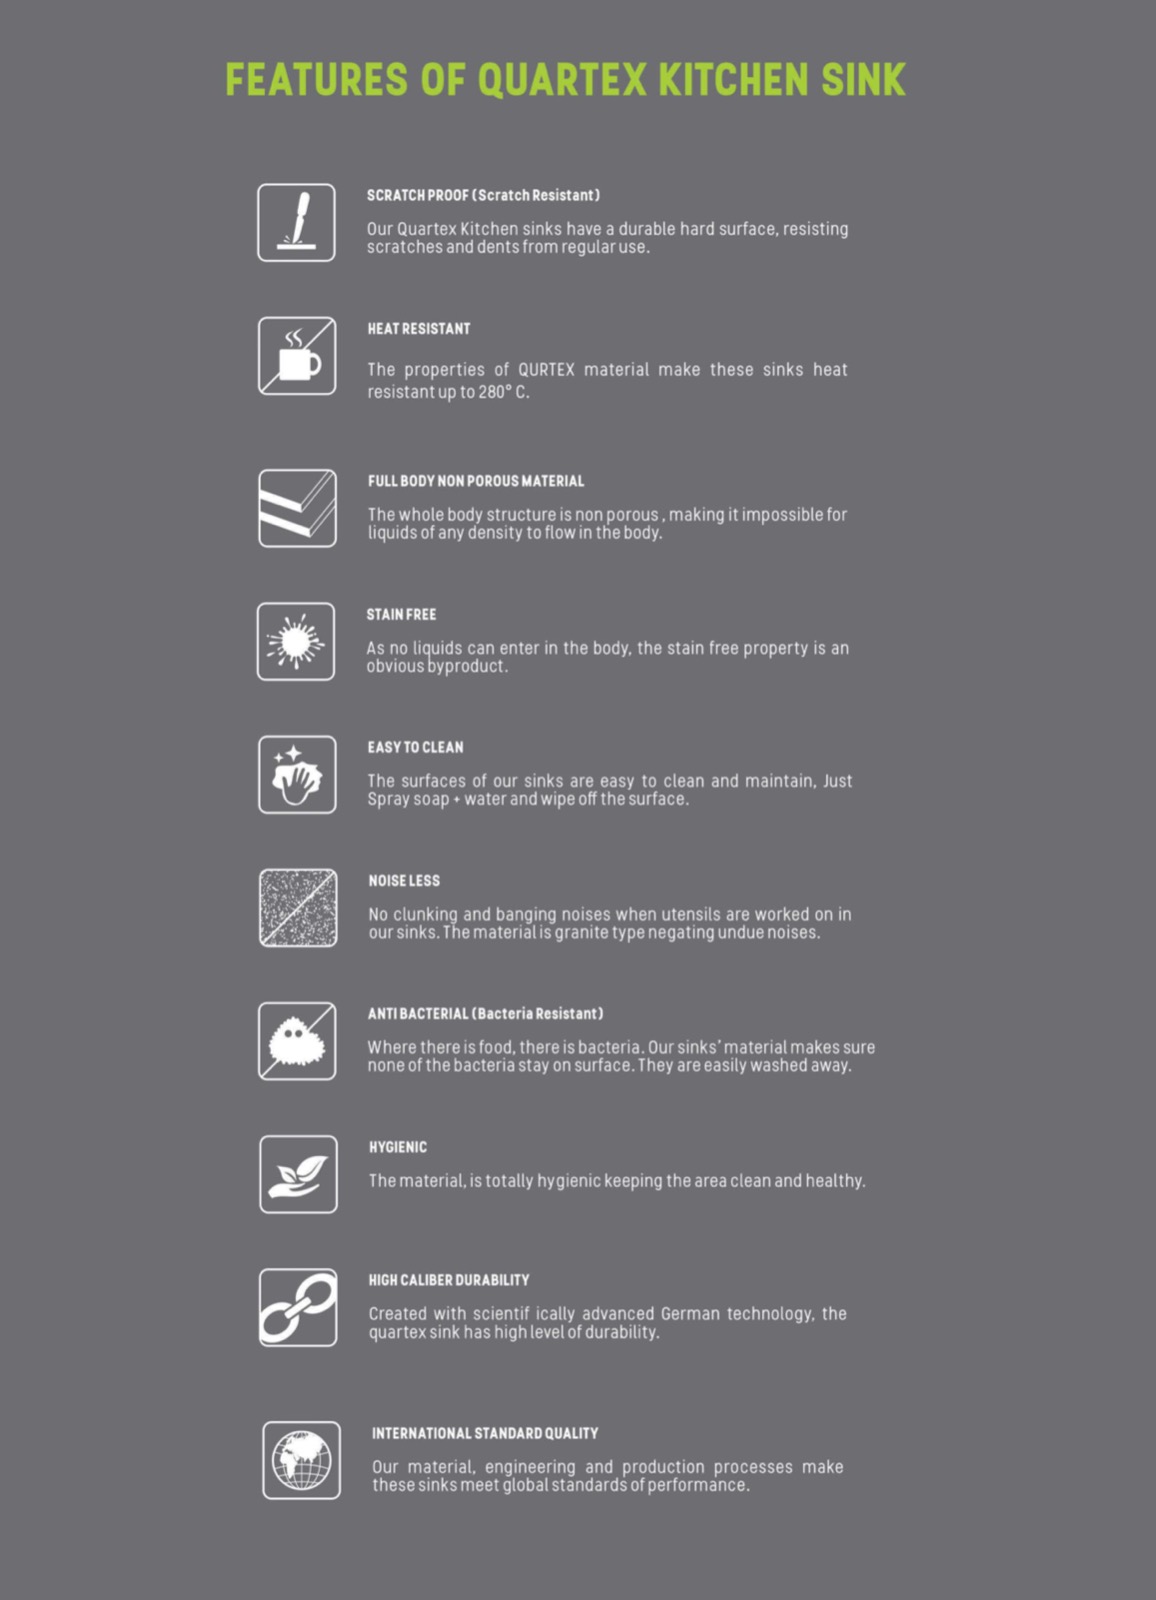 FEATURES OF QUARTEX KITCHEN SINK
SCRATCH PROOF (Scratch Resistant)
Our Quartex Kitchen sinks have a durable hard surface, resisting
scratches and dents from regular use.
HEAT RESISTANT
The properties of QURTEX material make these sinks heat
resistant up to 280° C.
FULL BODY NON POROUS MATERIAL
The whole body structure is non porous , making it impossible for
liquids of any density to flow in the body.
STAIN FREE
As no liquids can enter in the body, the stain free property is an
obvious byproduct.
EASY TO CLEAN
The surfaces of our sinks are easy to clean and maintain, Just
Spray soap + water and wipe off the surface.
NOISE LESS
No clunking and banging noises when utensils are worked on in
our sinks. The material is granite type negating undue noises.
ANTI BACTERIAL (Bacteria Resistant)
Where there is food, there is bacteria. Our sinks’ material makes sure
none of the bacteria stay on surface. They are easily washed away.
HYGIENIC
The material, is totally hygienic keeping the area clean and healthy.
HIGH CALIBER DURABILITY
Created with scientif ically advanced German technology, the
quartex sink has high level of durability.
INTERNATIONAL STANDARD QUALITY
Our material, engineering and production processes make
these sinks meet global standards of performance.